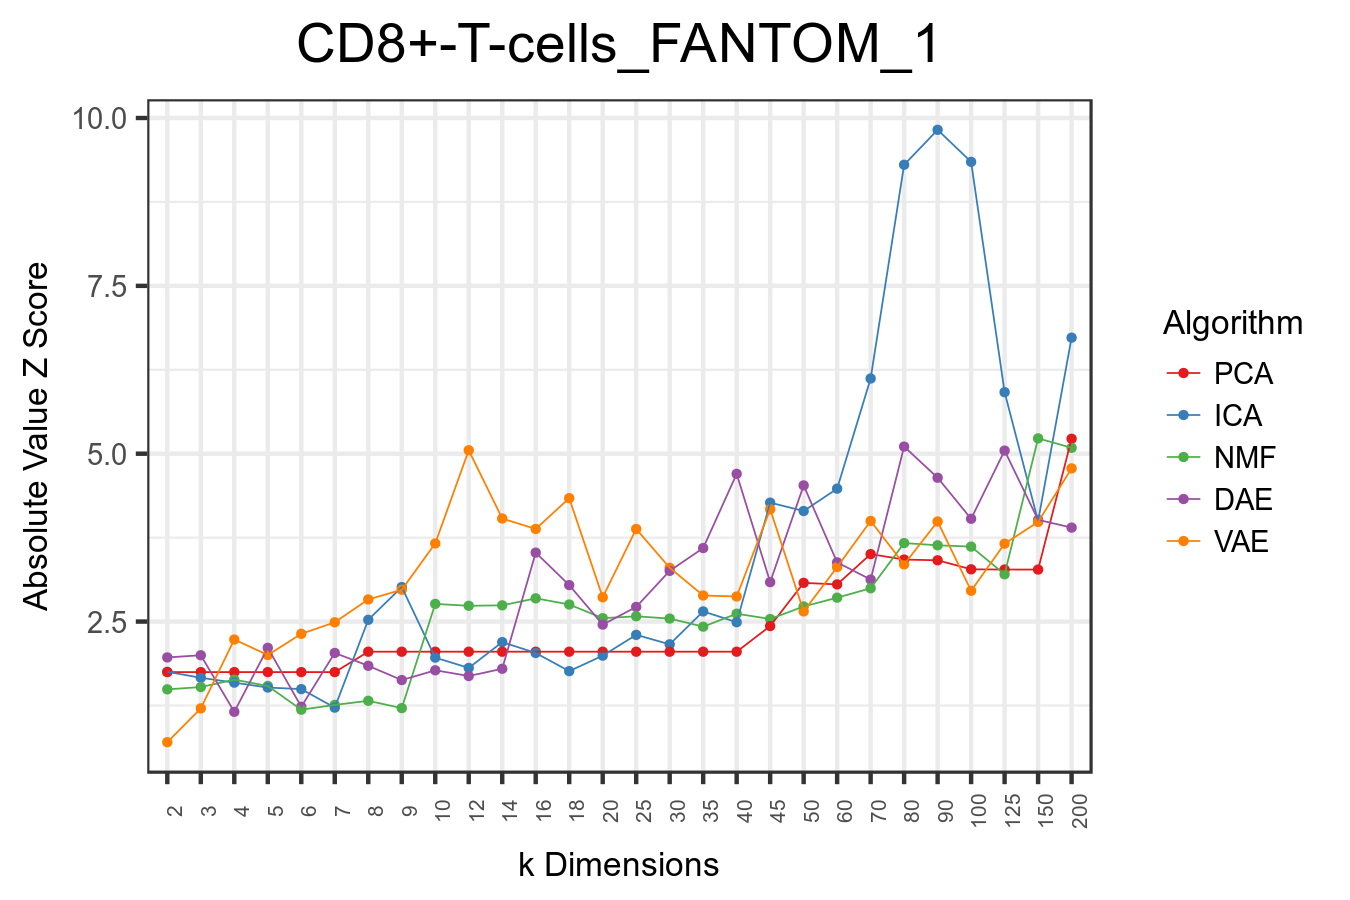 CD8+-T-cells_FANTOM_1
Absolute Value Z Score
10.0
7.5
5.0
2.5
2 3 4 5 6 7 8 9 10 12 14 16 18 20 25 30 35 40 45 50 60 70 80 90 100 125 150 200
k Dimensions
Algorithm
PCA
ICA
NMF
DAE
VAE